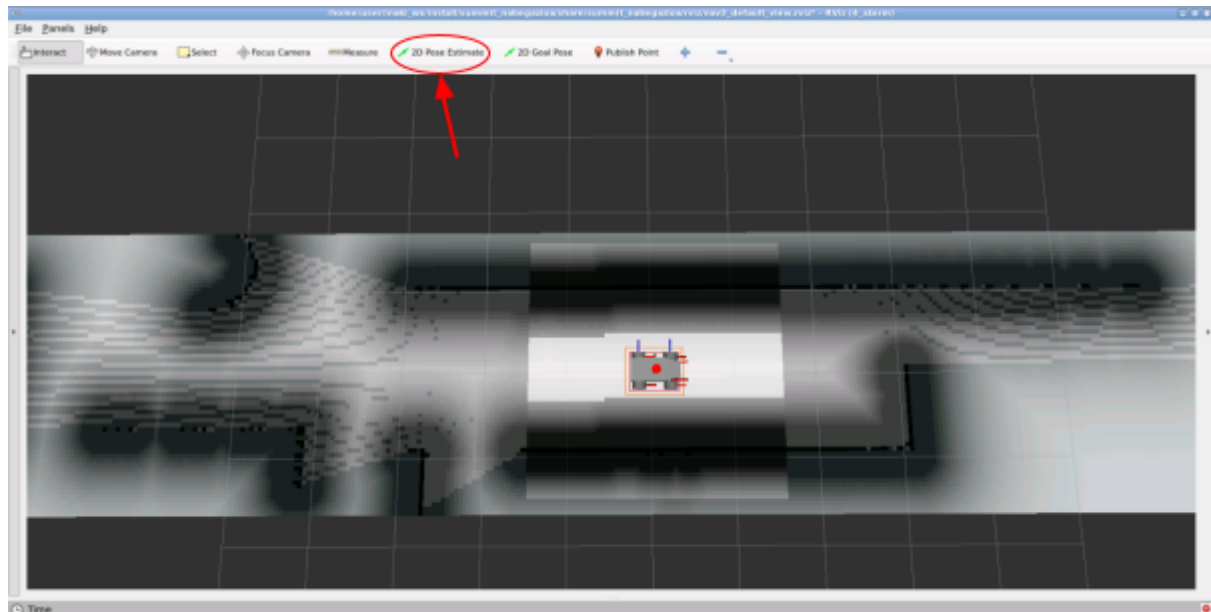 File Panels Help
Interact Move Camera Select Focus Camera Measure 2D Pose Estimate 2D Goal Pose Publish Point
Time